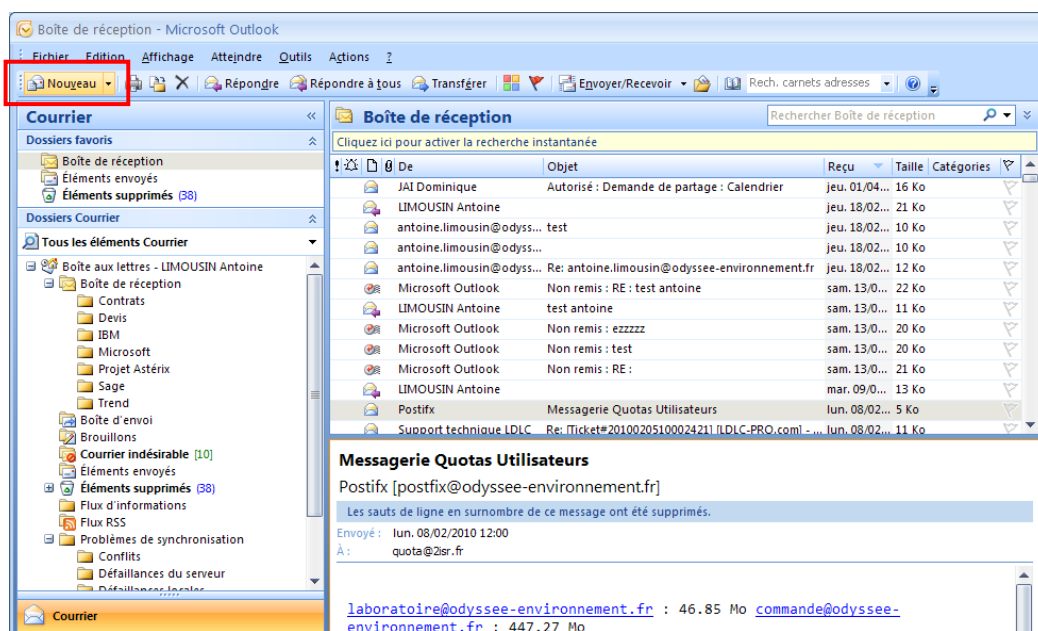 Boîte de réception - Microsoft Outlook
Fichier Edition Affichage Atteindre Outils Actions ?
Nouveau Répondre Répondre à tous Transférer Envoyer/Recevoir Rech. carnets adresses
Courrier «
Dossiers favoris
Boîte de réception
Éléments envoyés
Éléments supprimés (38)
Dossiers Courrier
Tous les éléments Courrier
Boîte aux lettres - LIMOUSIN Antoine
Boîte de réception
Contrats
Devis
IBM
Microsoft
Projet Astérix
Sage
Trend
Boîte d'envoi
Brouillons
Courrier indésirable [10]
Éléments envoyés
Éléments supprimés (38)
Flux d'informations
Flux RSS
Problèmes de synchronisation
Conflits
Défaillances du serveur
Défaillances locales
Courrier
Boîte de réception Rechercher Boîte de réception
Cliquez ici pour activer la recherche instantanée
De Objet Reçu Taille Catégories
JAI Dominique Autorisé : Demande de partage : Calendrier jeu. 01/04... 16 Ko
LIMOUSIN Antoine jeu. 18/02... 21 Ko
antoine.limousin@odyss... test jeu. 18/02... 10 Ko
antoine.limousin@odyss... jeu. 18/02... 10 Ko
antoine.limousin@odyss... Re: antoine.limousin@odyssee-environnement.fr jeu. 18/02... 12 Ko
Microsoft Outlook Non remis : RE : test antoine sam. 13/0... 22 Ko
LIMOUSIN Antoine test antoine sam. 13/0... 11 Ko
Microsoft Outlook Non remis : ezzzzz sam. 13/0... 20 Ko
Microsoft Outlook Non remis : test sam. 13/0... 20 Ko
Microsoft Outlook Non remis : RE : sam. 13/0... 21 Ko
LIMOUSIN Antoine mar. 09/0... 13 Ko
Postifx Messagerie Quotas Utilisateurs lun. 08/02... 5 Ko
Support technique LDLC Re: [Ticket#2010020510002421] [LDLC-PRO.com] - ... lun. 08/02... 11 Ko
Messagerie Quotas Utilisateurs
Postifx [postfix@odyssee-environnement.fr]
Les sauts de ligne en surnombre de ce message ont été supprimés.
Envoyé : lun. 08/02/2010 12:00
À : quota@2isr.fr
laboratoire@odyssee-environnement.fr : 46.85 Mo commande@odyssee-
environnement.fr : 447.27 Mo